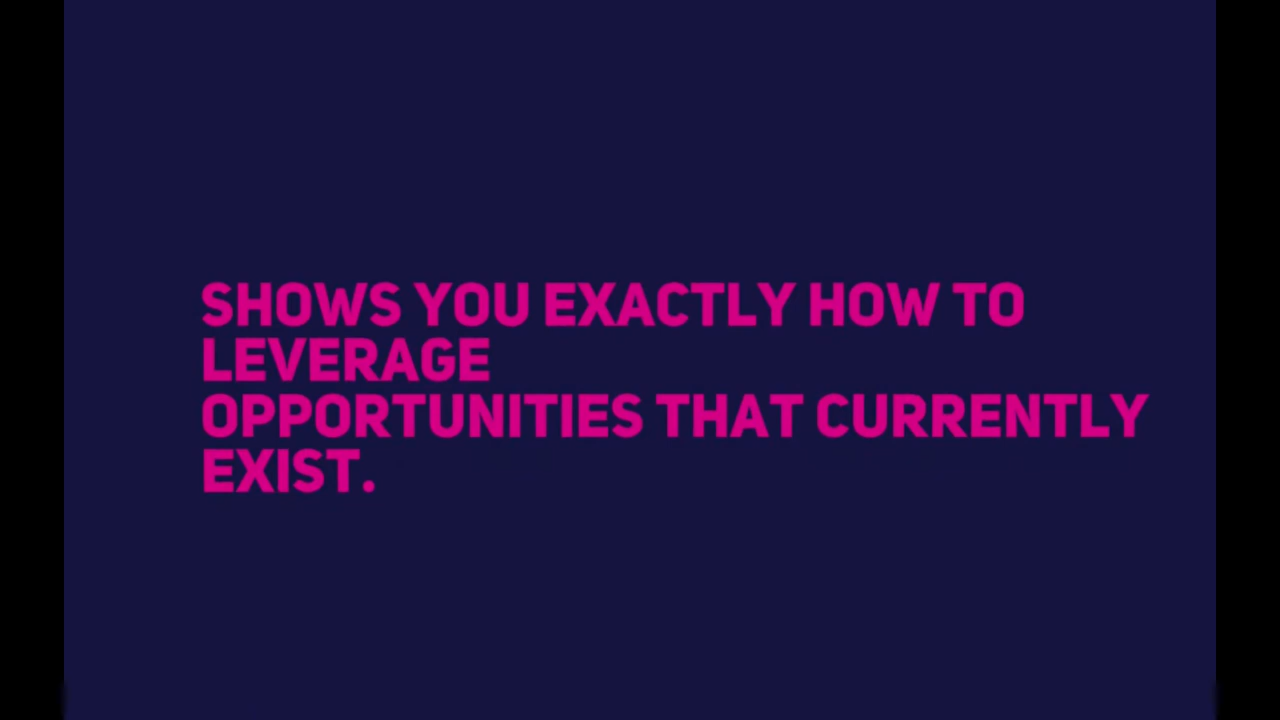 SHOWS YOU EXACTLY HOW TO
LEVERAGE
OPPORTUNITIES THAT CURRENTLY
EXIST.